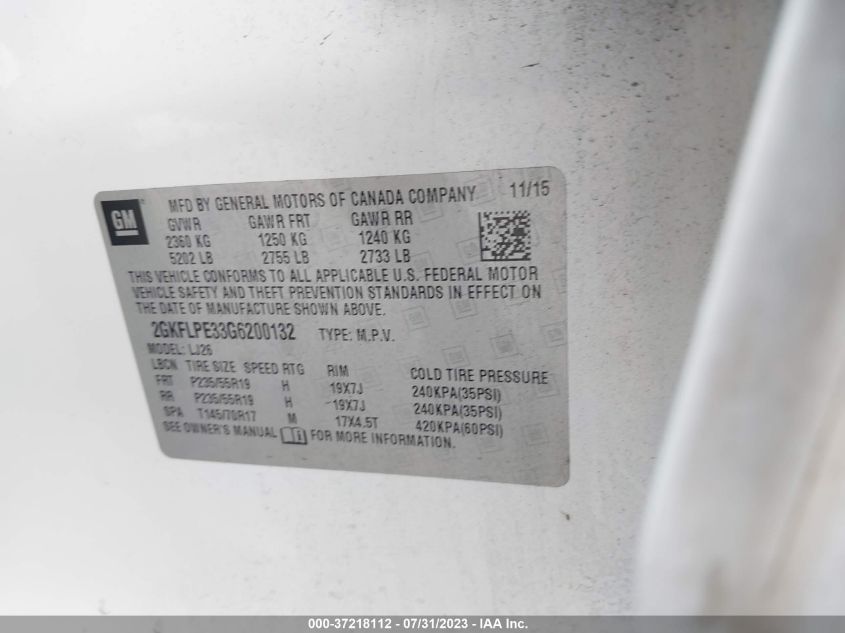 GM
MFD BY GENERAL MOTORS OF CANADA COMPANY 11/15
GVWR GAWR FRT GAWR RR
2360 KG 1250 KG 1240 KG
5202 LB 2755 LB 2733 LB
THIS VEHICLE CONFORMS TO ALL APPLICABLE U.S. FEDERAL MOTOR
VEHICLE SAFETY AND THEFT PREVENTION STANDARDS IN EFFECT ON
THE DATE OF MANUFACTURE SHOWN ABOVE.
2GKFLPE33G6200132 TYPE: M.P.V.
MODEL: LJ26
LBCN TIRE SIZE SPEED RTG RIM COLD TIRE PRESSURE
FRT P235/55R19 H 19X7J 240KPA(35PSI)
RR P235/55R19 H 19X7J 240KPA(35PSI)
SPA T145/70R17 M 17X4.5T 420KPA(60PSI)
SEE OWNER'S MANUAL FOR MORE INFORMATION.
000-37218112 - 07/31/2023 - IAA Inc.